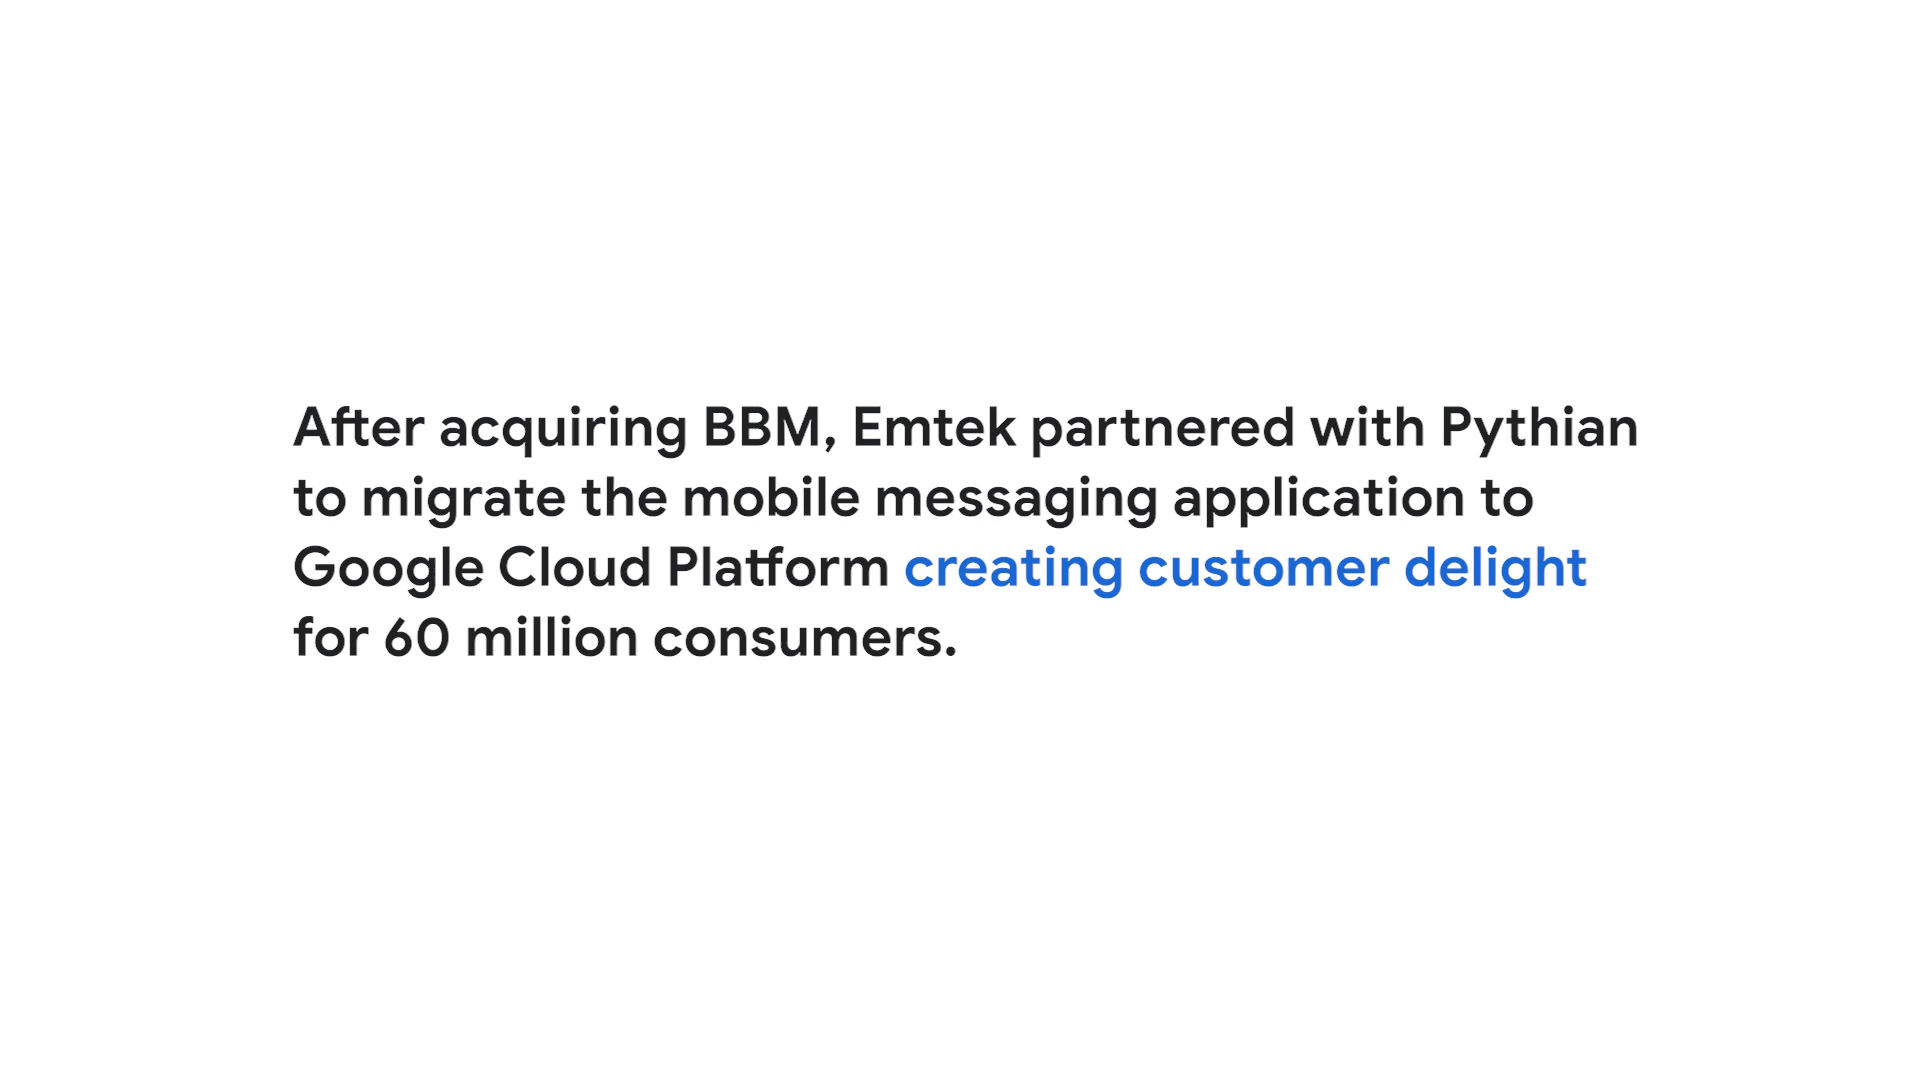 After acquiring BBM, Emtek partnered with Pythian
to migrate the mobile messaging application to
Google Cloud Platform creating customer delight
for 60 million consumers.